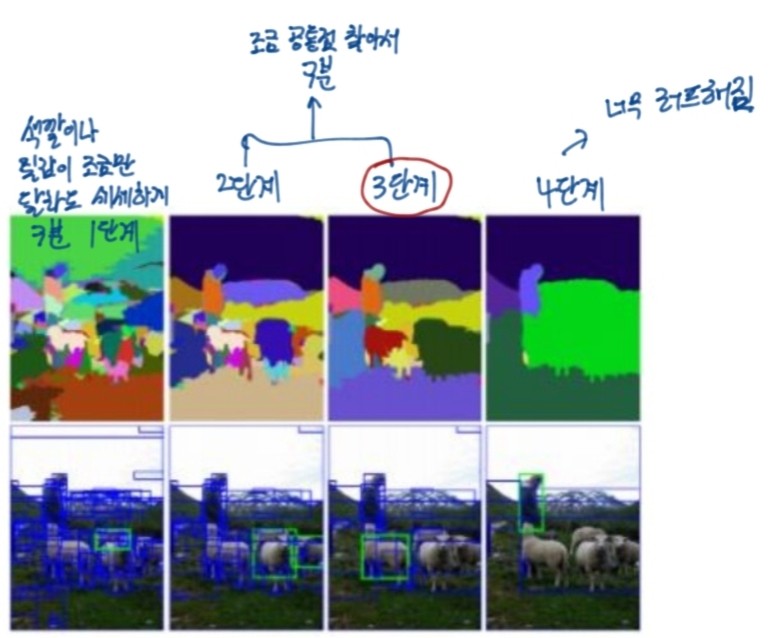 조금 공통점 찾아서
구분
너무 러프해짐
색깔이나
질감이 조금만
달라도 세세하게
구분 1단계
2단계
3단계
4단계